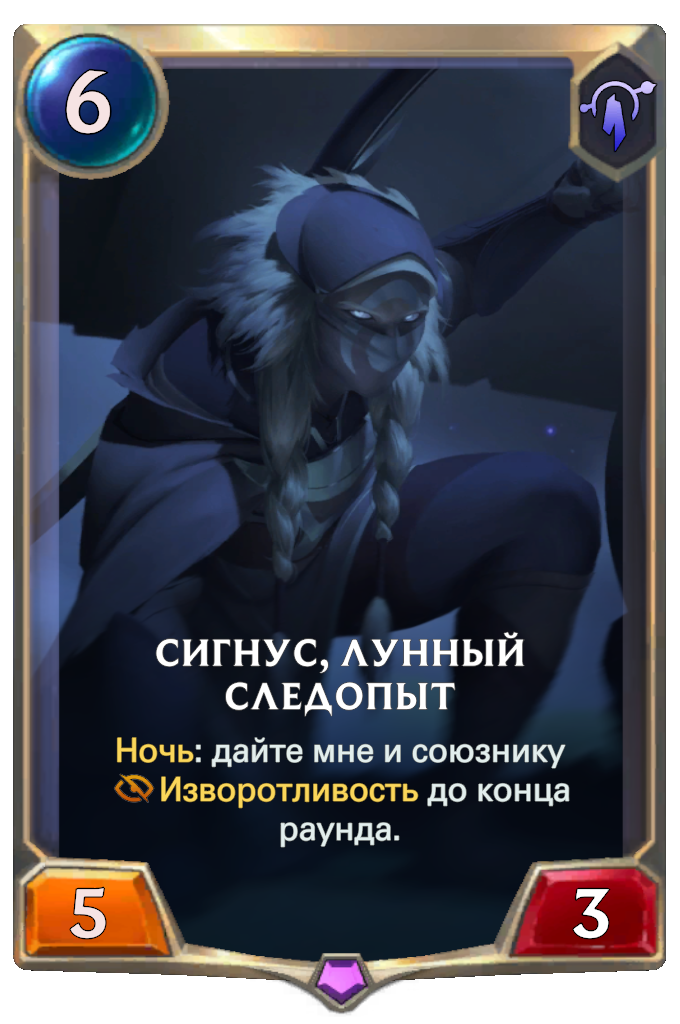 6
СИГНУС, ЛУННЫЙ
СЛЕДОПЫТ
Ночь: дайте мне и союзнику
Изворотливость до конца
раунда.
5
3